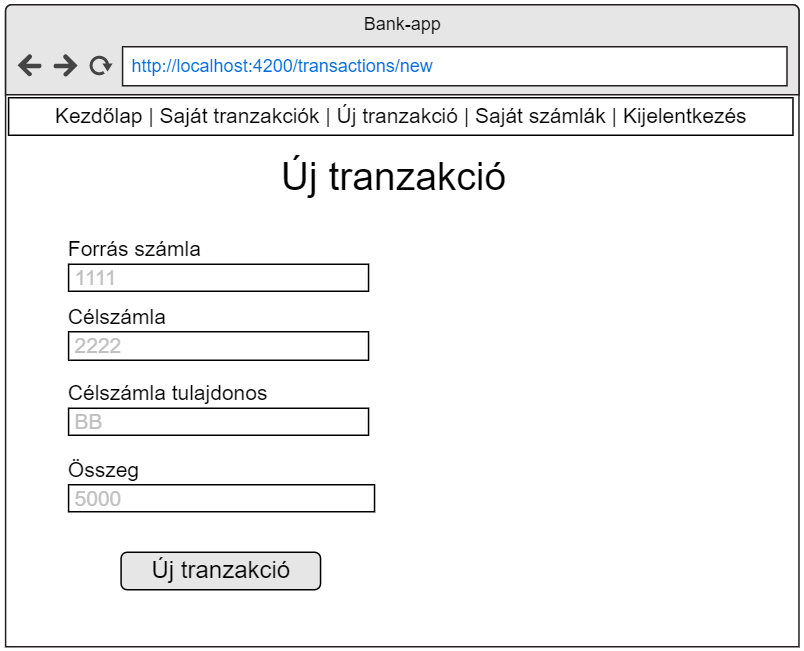 Bank-app
http://localhost:4200/transactions/new
Kezdőlap | Saját tranzakciók | Új tranzakció | Saját számlák | Kijelentkezés
Új tranzakció
Forrás számla
1111
Célszámla
2222
Célszámla tulajdonos
BB
Összeg
5000
Új tranzakció